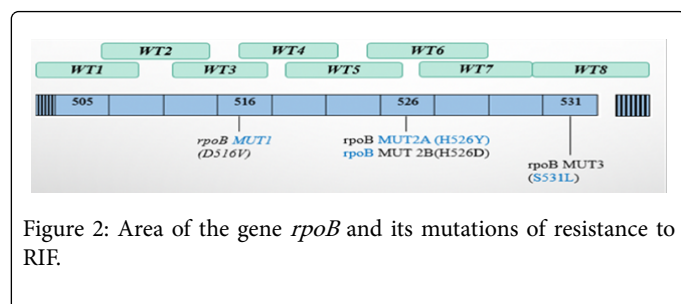 WT2 WT4 WT6
WT1 WT3 WT5 WT7 WT8
505 516 526 531
rpoB MUT1 rpoB MUT2A (H526Y)
(D516V) rpoB MUT 2B(H526D)
rpoB MUT3
(S531L)
Figure 2: Area of the gene rpoB and its mutations of resistance to
RIF.